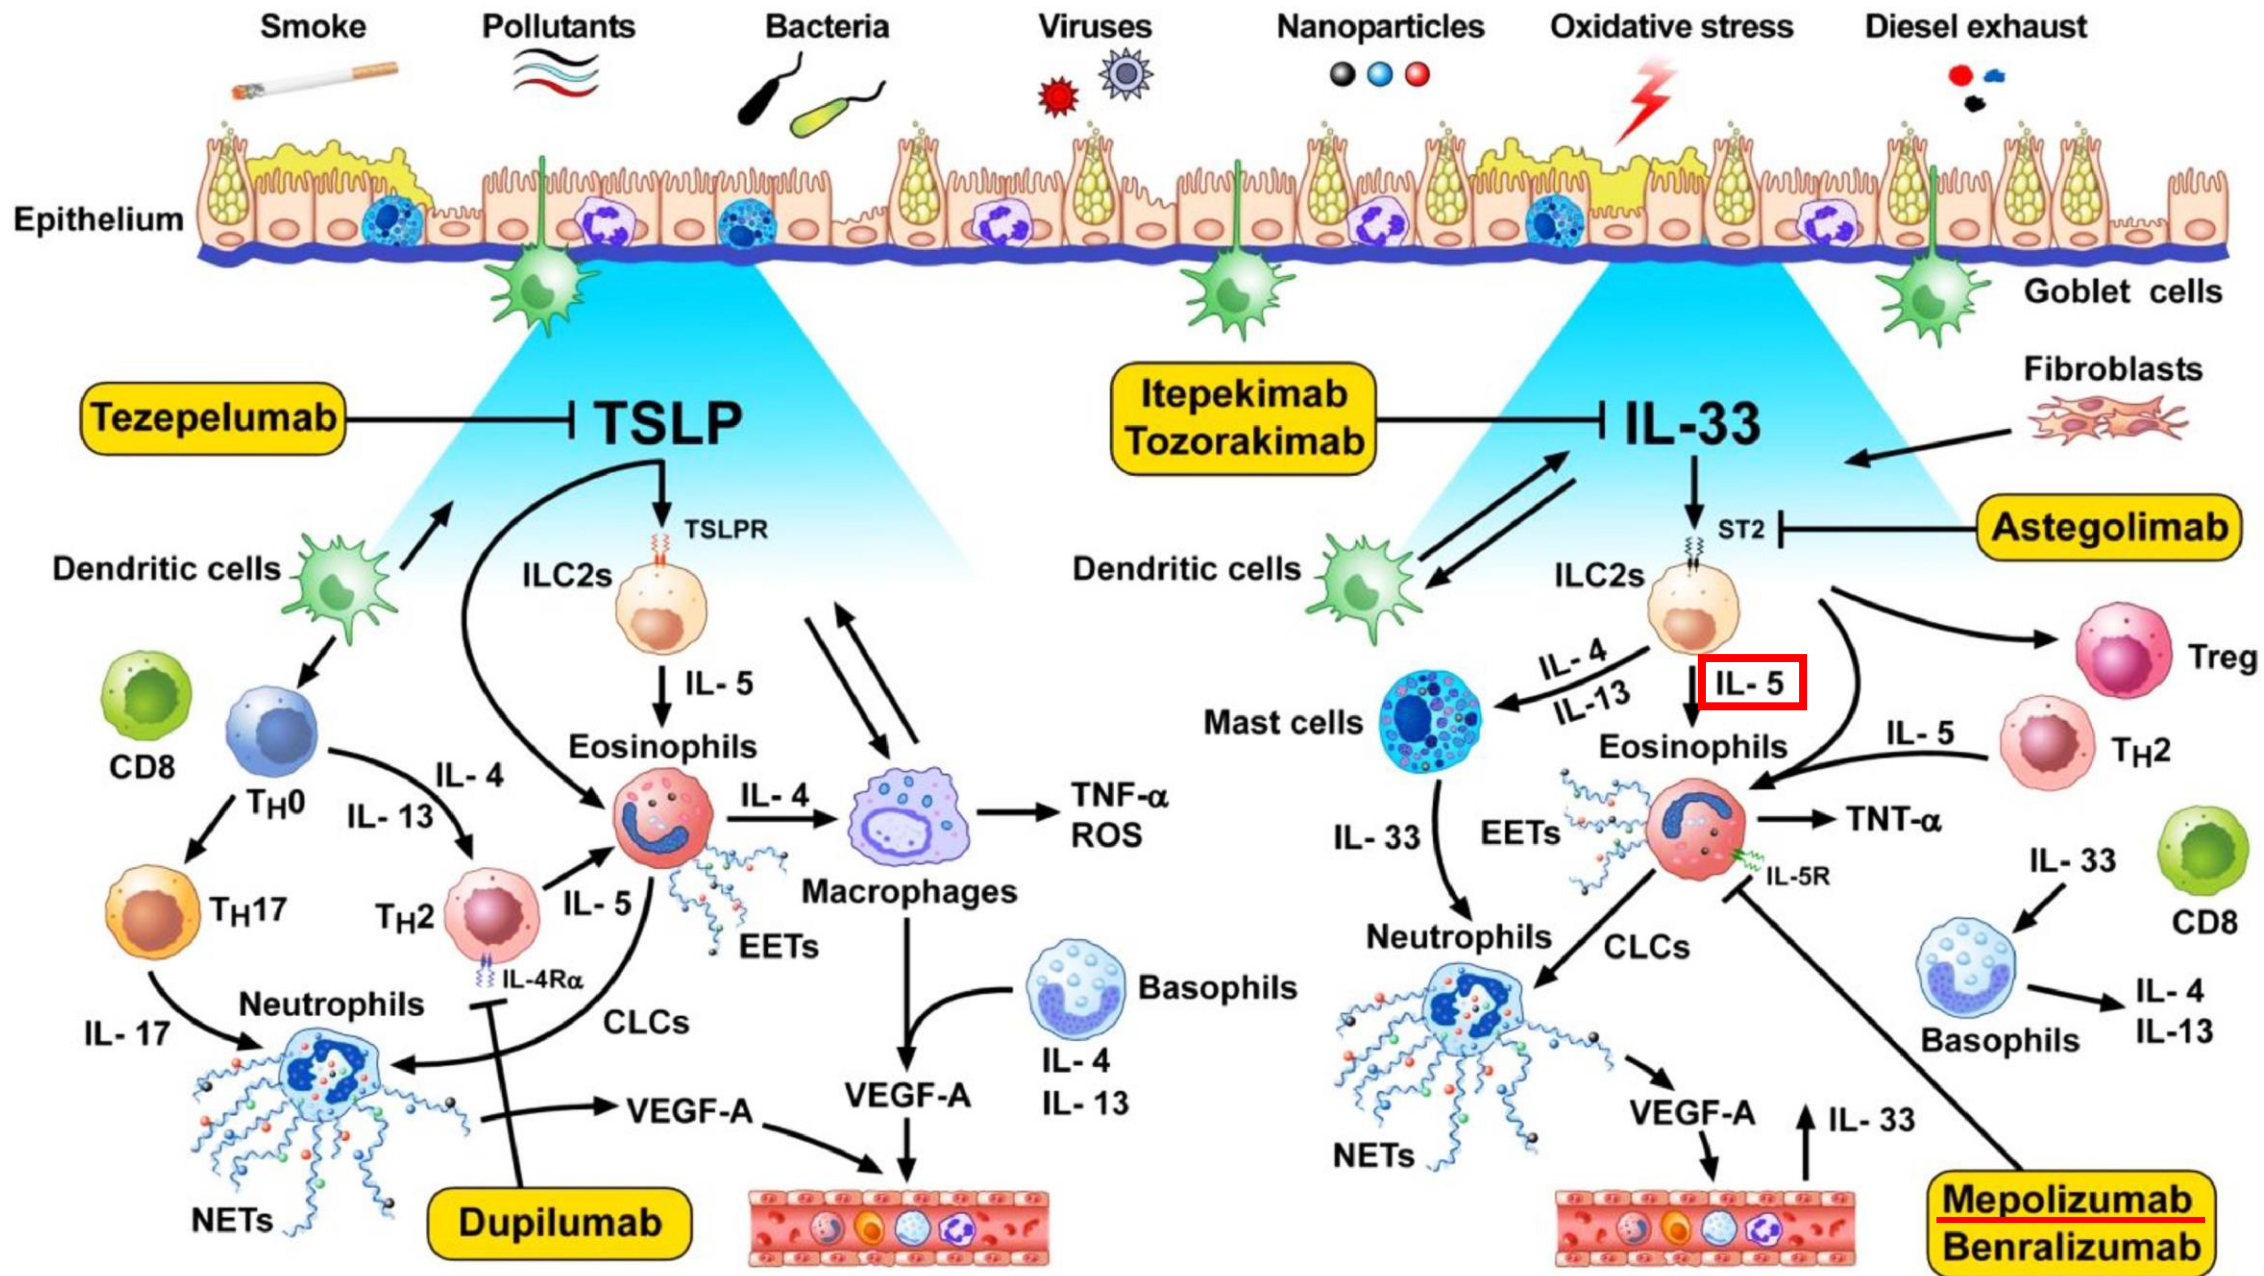 Smoke
Pollutants
Bacteria
Viruses
Nanoparticles
Oxidative stress
Diesel exhaust
Epithelium
Goblet cells
Fibroblasts
Tezepelumab
TSLP
Itepekimab
Tozorakimab
IL-33
Astegolimab
TSLPR
ST2
Dendritic cells
ILC2s
Dendritic cells
ILC2s
CD8
TH0
IL- 5
IL- 4
IL-13
IL- 5
Treg
Mast cells
Eosinophils
Eosinophils
IL- 5
TH2
IL- 4
IL- 13
IL- 4
TNF-α
ROS
IL- 33
EETs
TNT-α
IL-5R
IL- 33
CD8
TH17
TH2
IL- 5
Macrophages
EETs
IL-4Rα
Neutrophils
CLCs
IL- 17
Basophils
IL- 4
IL- 13
Neutrophils
CLCs
Basophils
IL- 4
IL-13
VEGF-A
VEGF-A
NETs
NETs
VEGF-A
IL- 33
Dupilumab
Mepolizumab
Benralizumab